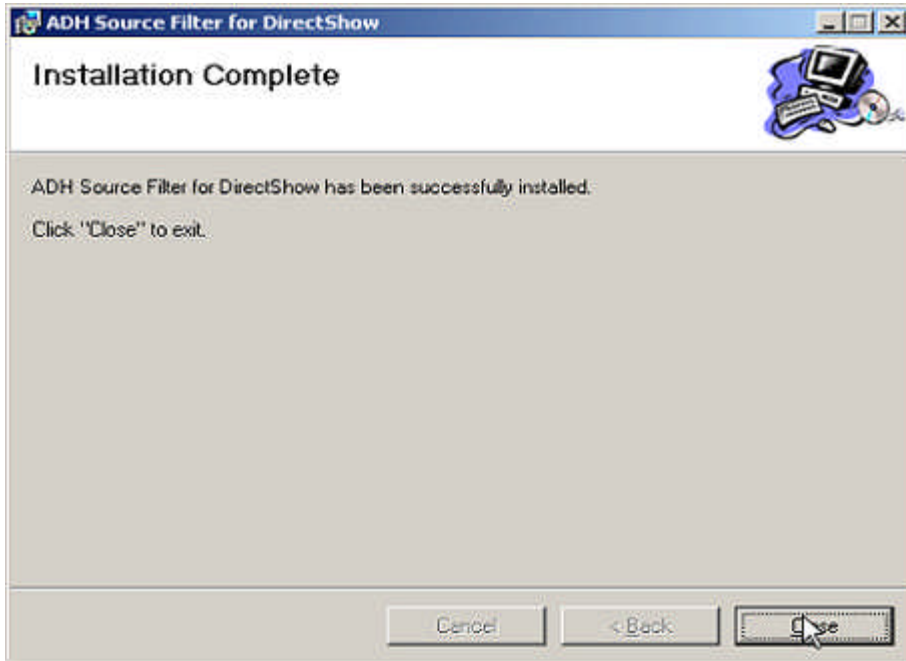 ADH Source Filter for DirectShow
Installation Complete
ADH Source Filter for DirectShow has been successfully installed.
Click "Close" to exit.
Cancel
< Back
Close